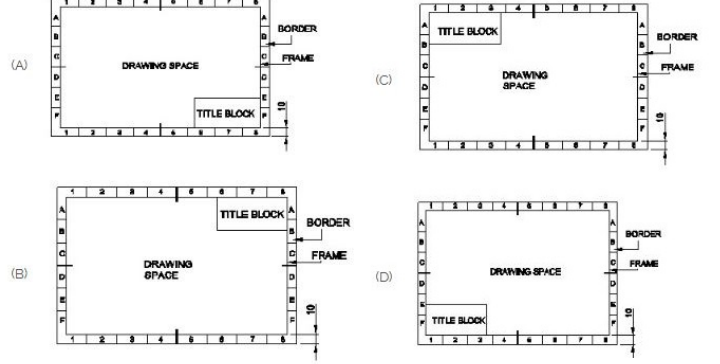 (A)
1 2 3 4 5 6 7 8
A A
B B
BORDER
C C
FRAME
DRAWING SPACE
D D
E E
TITLE BLOCK
10
F F
1 2 3 4 5 6 7 8
(C)
1 2 3 4 5 6 7 8
A A
TITLE BLOCK
B B
BORDER
C C
FRAME
DRAWING
SPACE
D D
E E
10
F F
1 2 3 4 5 6 7 8
(B)
1 2 3 4 5 6 7 8
A A
TITLE BLOCK
B B
BORDER
C C
FRAME
DRAWING
SPACE
D D
E E
10
F F
1 2 3 4 5 6 7 8
(D)
1 2 3 4 5 6 7 8
A A
B B
BORDER
C C
FRAME
DRAWING SPACE
D D
E E
10
TITLE BLOCK
F F
1 2 3 4 5 6 7 8